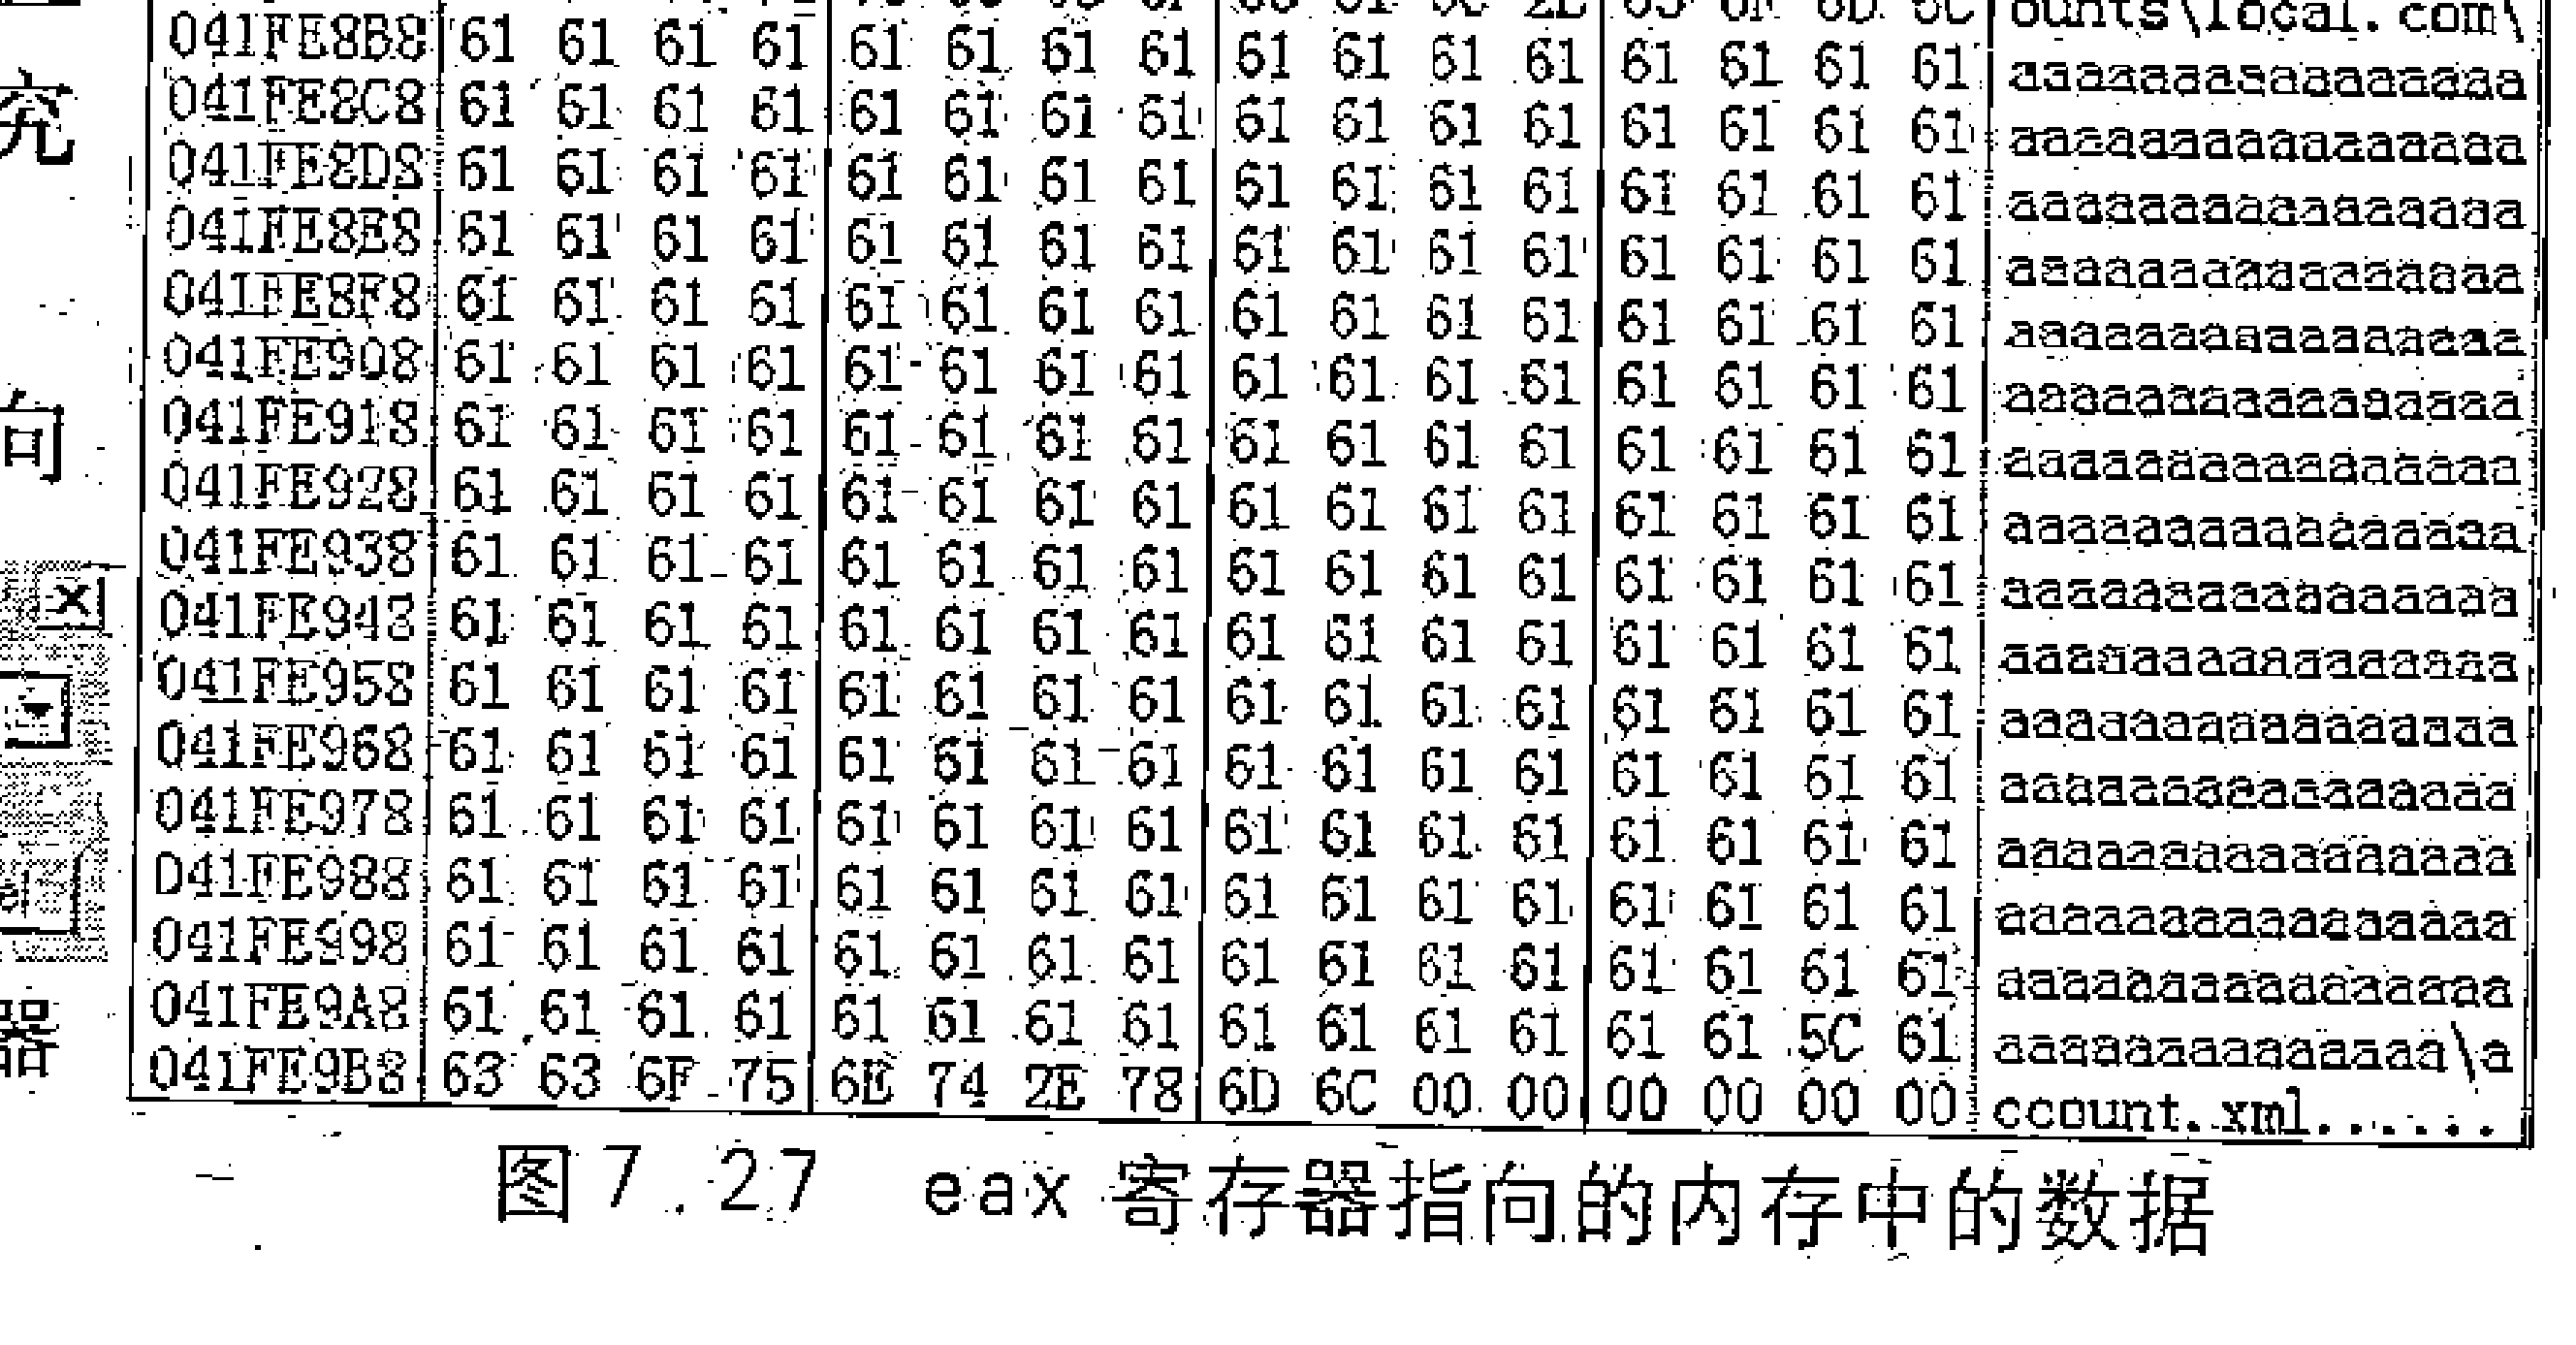 2E 63 6F 6D 5C ounts\local.com\
041FE8B8 61 61 61 61 61 61 61 61 61 61 61 61 61 61 61 61 aaaaaaaaaaaaaaaa
究
041FE8C8 61 61 61 61 61 61 61 61 61 61 61 61 61 61 61 61 aaaaaaaaaaaaaaaa
041FE8D8 61 61 61 61 61 61 61 61 61 61 61 61 61 61 61 61 aaaaaaaaaaaaaaaa
041FE8E8 61 61 61 61 61 61 61 61 61 61 61 61 61 61 61 61 aaaaaaaaaaaaaaaa
041FE8F8 61 61 61 61 61 61 61 61 61 61 61 61 61 61 61 61 aaaaaaaaaaaaaaaa
041FE908 61 61 61 61 61 61 61 61 61 61 61 61 61 61 61 61 aaaaaaaaaaaaaaaa
向
041FE918 61 61 61 61 61 61 61 61 61 61 61 61 61 61 61 61 aaaaaaaaaaaaaaaa
041FE928 61 61 61 61 61 61 61 61 61 61 61 61 61 61 61 61 aaaaaaaaaaaaaaaa
041FE938 61 61 61 61 61 61 61 61 61 61 61 61 61 61 61 61 aaaaaaaaaaaaaaaa
041FE948 61 61 61 61 61 61 61 61 61 61 61 61 61 61 61 61 aaaaaaaaaaaaaaaa
041FE958 61 61 61 61 61 61 61 61 61 61 61 61 61 61 61 61 aaaaaaaaaaaaaaaa
041FE968 61 61 61 61 61 61 61 61 61 61 61 61 61 61 61 61 aaaaaaaaaaaaaaaa
041FE978 61 61 61 61 61 61 61 61 61 61 61 61 61 61 61 61 aaaaaaaaaaaaaaaa
041FE988 61 61 61 61 61 61 61 61 61 61 61 61 61 61 61 61 aaaaaaaaaaaaaaaa
041FE998 61 61 61 61 61 61 61 61 61 61 61 61 61 61 61 61 aaaaaaaaaaaaaaaa
041FE9A8 61 61 61 61 61 61 61 61 61 61 61 61 61 61 5C 61 aaaaaaaaaaaaaa\a
器
041FE9B8 63 63 6F 75 6E 74 2E 78 6D 6C 00 00 00 00 00 00 ccount.xml......
图7.27 eax寄存器指向的内存中的数据